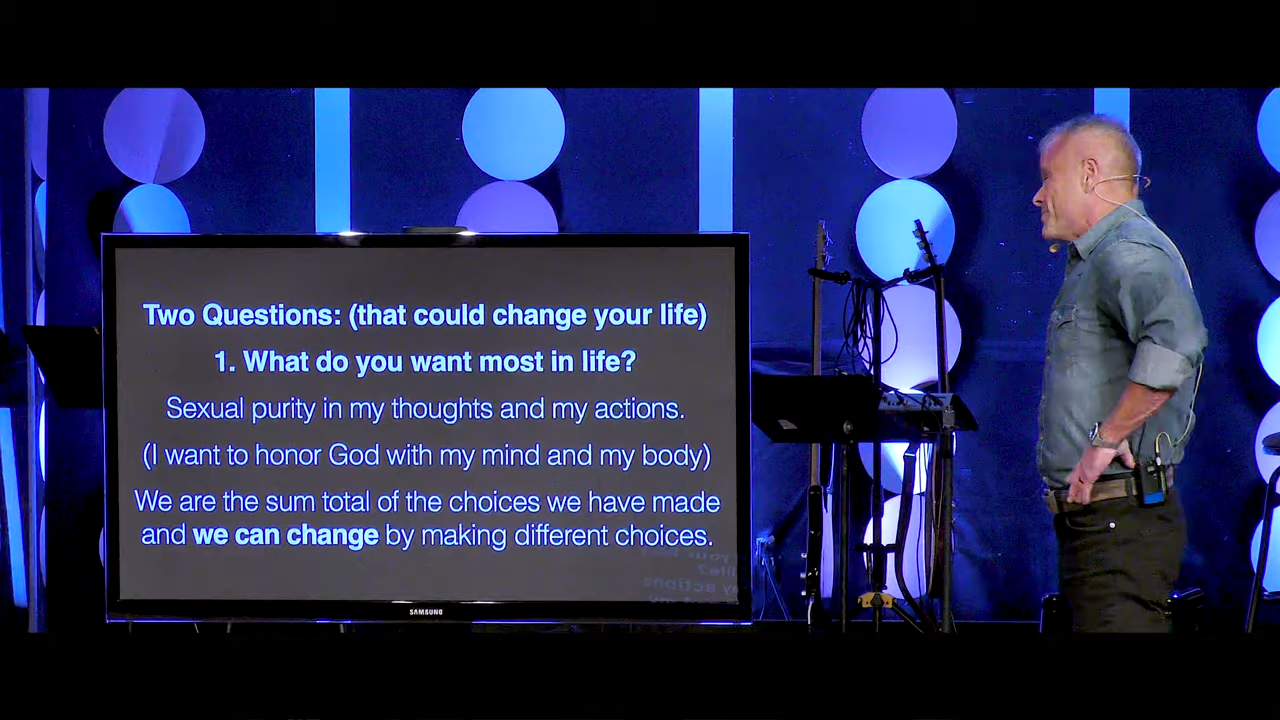 Two Questions: (that could change your life)
1. What do you want most in life?
Sexual purity in my thoughts and my actions.
(I want to honor God with my mind and my body)
We are the sum total of the choices we have made
and we can change by making different choices.
SAMSUNG